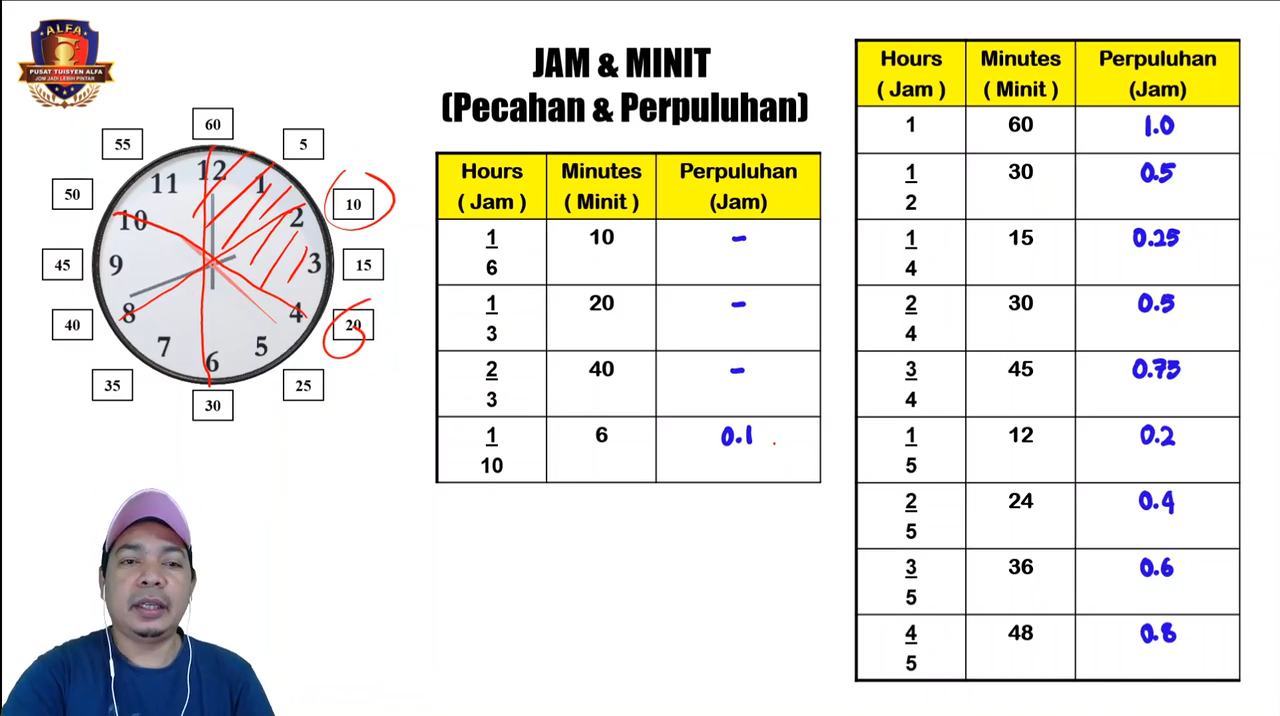 ALFA
PUSAT TUISYEN ALFA
JOM JADI LEBIH PINTAR
JAM & MINIT
(Pecahan & Perpuluhan)
60
55
5
50
10
45
15
40
20
35
25
30
12
11
1
10
2
9
3
8
4
7
5
6
Hours Minutes Perpuluhan
( Jam ) ( Minit ) (Jam)
1 10 -
6
1 20 -
3
2 40 -
3
1 6 0.1
10
Hours Minutes Perpuluhan
( Jam ) ( Minit ) (Jam)
1 60 1.0
1 30 0.5
2
1 15 0.25
4
2 30 0.5
4
3 45 0.75
4
1 12 0.2
5
2 24 0.4
5
3 36 0.6
5
4 48 0.8
5